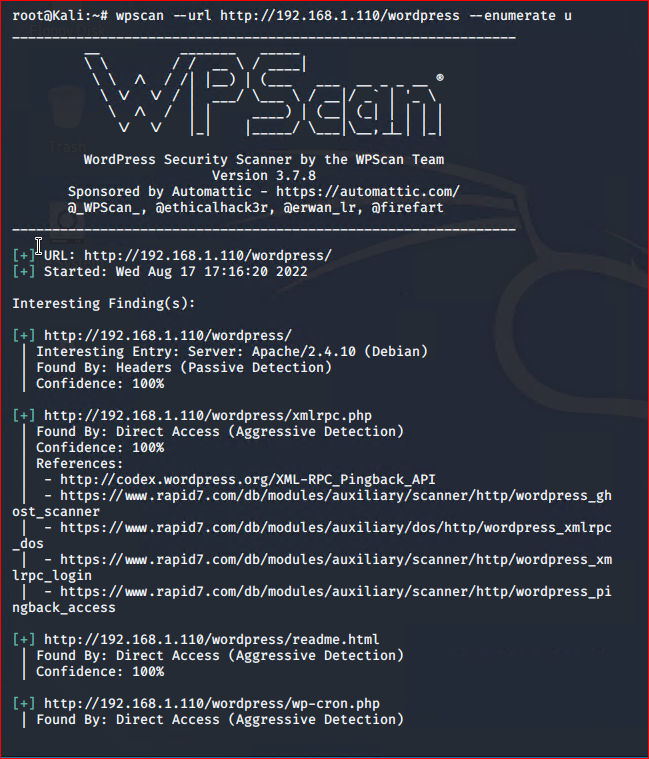 root@Kali:~# wpscan --url http://192.168.1.110/wordpress --enumerate u
WPScan ®
WordPress Security Scanner by the WPScan Team
Version 3.7.8
Sponsored by Automattic - https://automattic.com/
@_WPScan_, @ethicalhack3r, @erwan_lr, @firefart
[+] URL: http://192.168.1.110/wordpress/
[+] Started: Wed Aug 17 17:16:20 2022
Interesting Finding(s):
[+] http://192.168.1.110/wordpress/
| Interesting Entry: Server: Apache/2.4.10 (Debian)
| Found By: Headers (Passive Detection)
| Confidence: 100%
[+] http://192.168.1.110/wordpress/xmlrpc.php
| Found By: Direct Access (Aggressive Detection)
| Confidence: 100%
| References:
| - http://codex.wordpress.org/XML-RPC_Pingback_API
| - https://www.rapid7.com/db/modules/auxiliary/scanner/http/wordpress_gh
ost_scanner
| - https://www.rapid7.com/db/modules/auxiliary/dos/http/wordpress_xmlrpc
_dos
| - https://www.rapid7.com/db/modules/auxiliary/scanner/http/wordpress_xm
lrpc_login
| - https://www.rapid7.com/db/modules/auxiliary/scanner/http/wordpress_pi
ngback_access
[+] http://192.168.1.110/wordpress/readme.html
| Found By: Direct Access (Aggressive Detection)
| Confidence: 100%
[+] http://192.168.1.110/wordpress/wp-cron.php
| Found By: Direct Access (Aggressive Detection)